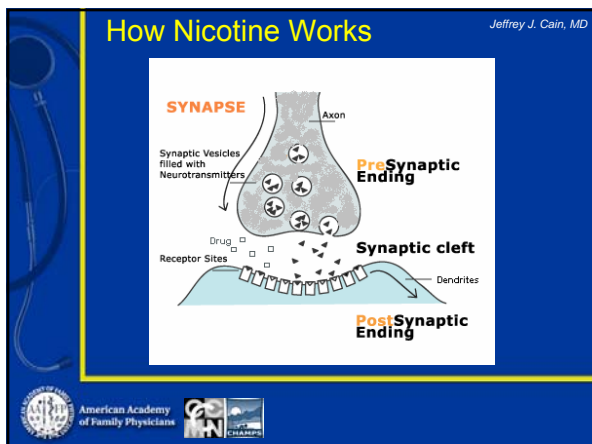 How Nicotine Works
Jeffrey J. Cain, MD
SYNAPSE
Axon
Synaptic Vesicles
filled with
Neurotransmitters
PreSynaptic
Ending
Drug
Synaptic cleft
Receptor Sites
Dendrites
PostSynaptic
Ending
American Academy
of Family Physicians
CHAMPS